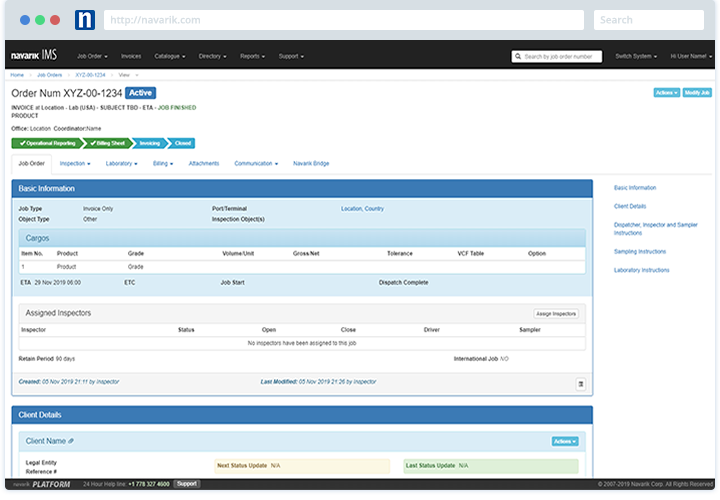 n http://navarik.com Search
navarik IMS Job Order Invoices Catalogue Directory Reports Support Search by job order number Switch System Hi User Name!
Home Job Orders XYZ-00-1234 View
Order Num XYZ-00-1234 Active Actions Modify Job
INVOICE at Location - Lab (USA) - SUBJECT TBD - ETA - JOB FINISHED
PRODUCT
Office: Location Coordinator:Name
Operational Reporting Billing Sheet Invoicing Closed
Job Order Inspection Laboratory Billing Attachments Communication Navarik Bridge
Basic Information
Job Type Invoice Only Port/Terminal Location, Country
Object Type Other Inspection Object(s)
Cargos
Item No. Product Grade Volume/Unit Gross/Net Tolerance VCF Table Option
1 Product Grade
ETA 29 Nov 2019 06:00 ETC Job Start Dispatch Complete
Assigned Inspectors Assign Inspectors
Inspector Status Open Close Driver Sampler
No inspectors have been assigned to this job
Retain Period 90 days International Job NO
Created: 05 Nov 2019 21:11 by inspector Last Modified: 05 Nov 2019 21:26 by inspector
Basic Information
Client Details
Dispatcher, Inspector and Sampler
Instructions
Sampling Instructions
Laboratory Instructions
Client Details
Client Name Actions
Legal Entity
Reference #
Next Status Update N/A Last Status Update N/A
navarik PLATFORM 24 Hour Help line: +1 778 327 4600 Support © 2007-2019 Navarik Corp. All Rights Reserved